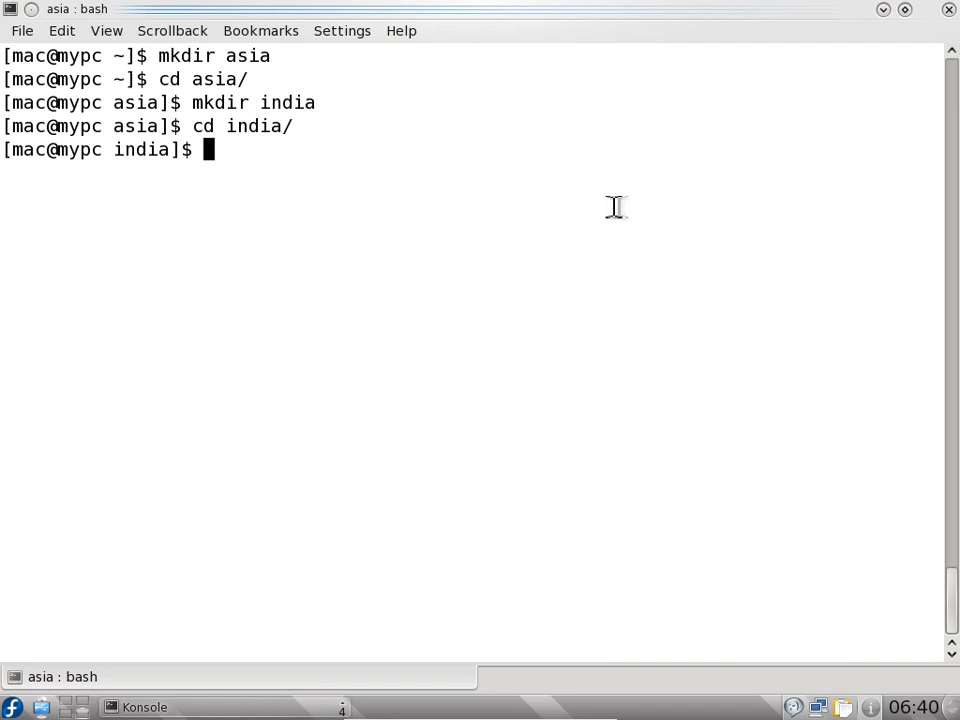 asia : bash
File Edit View Scrollback Bookmarks Settings Help
[mac@mypc ~]$ mkdir asia
[mac@mypc ~]$ cd asia/
[mac@mypc asia]$ mkdir india
[mac@mypc asia]$ cd india/
[mac@mypc india]$
asia : bash
Konsole 4 06:40